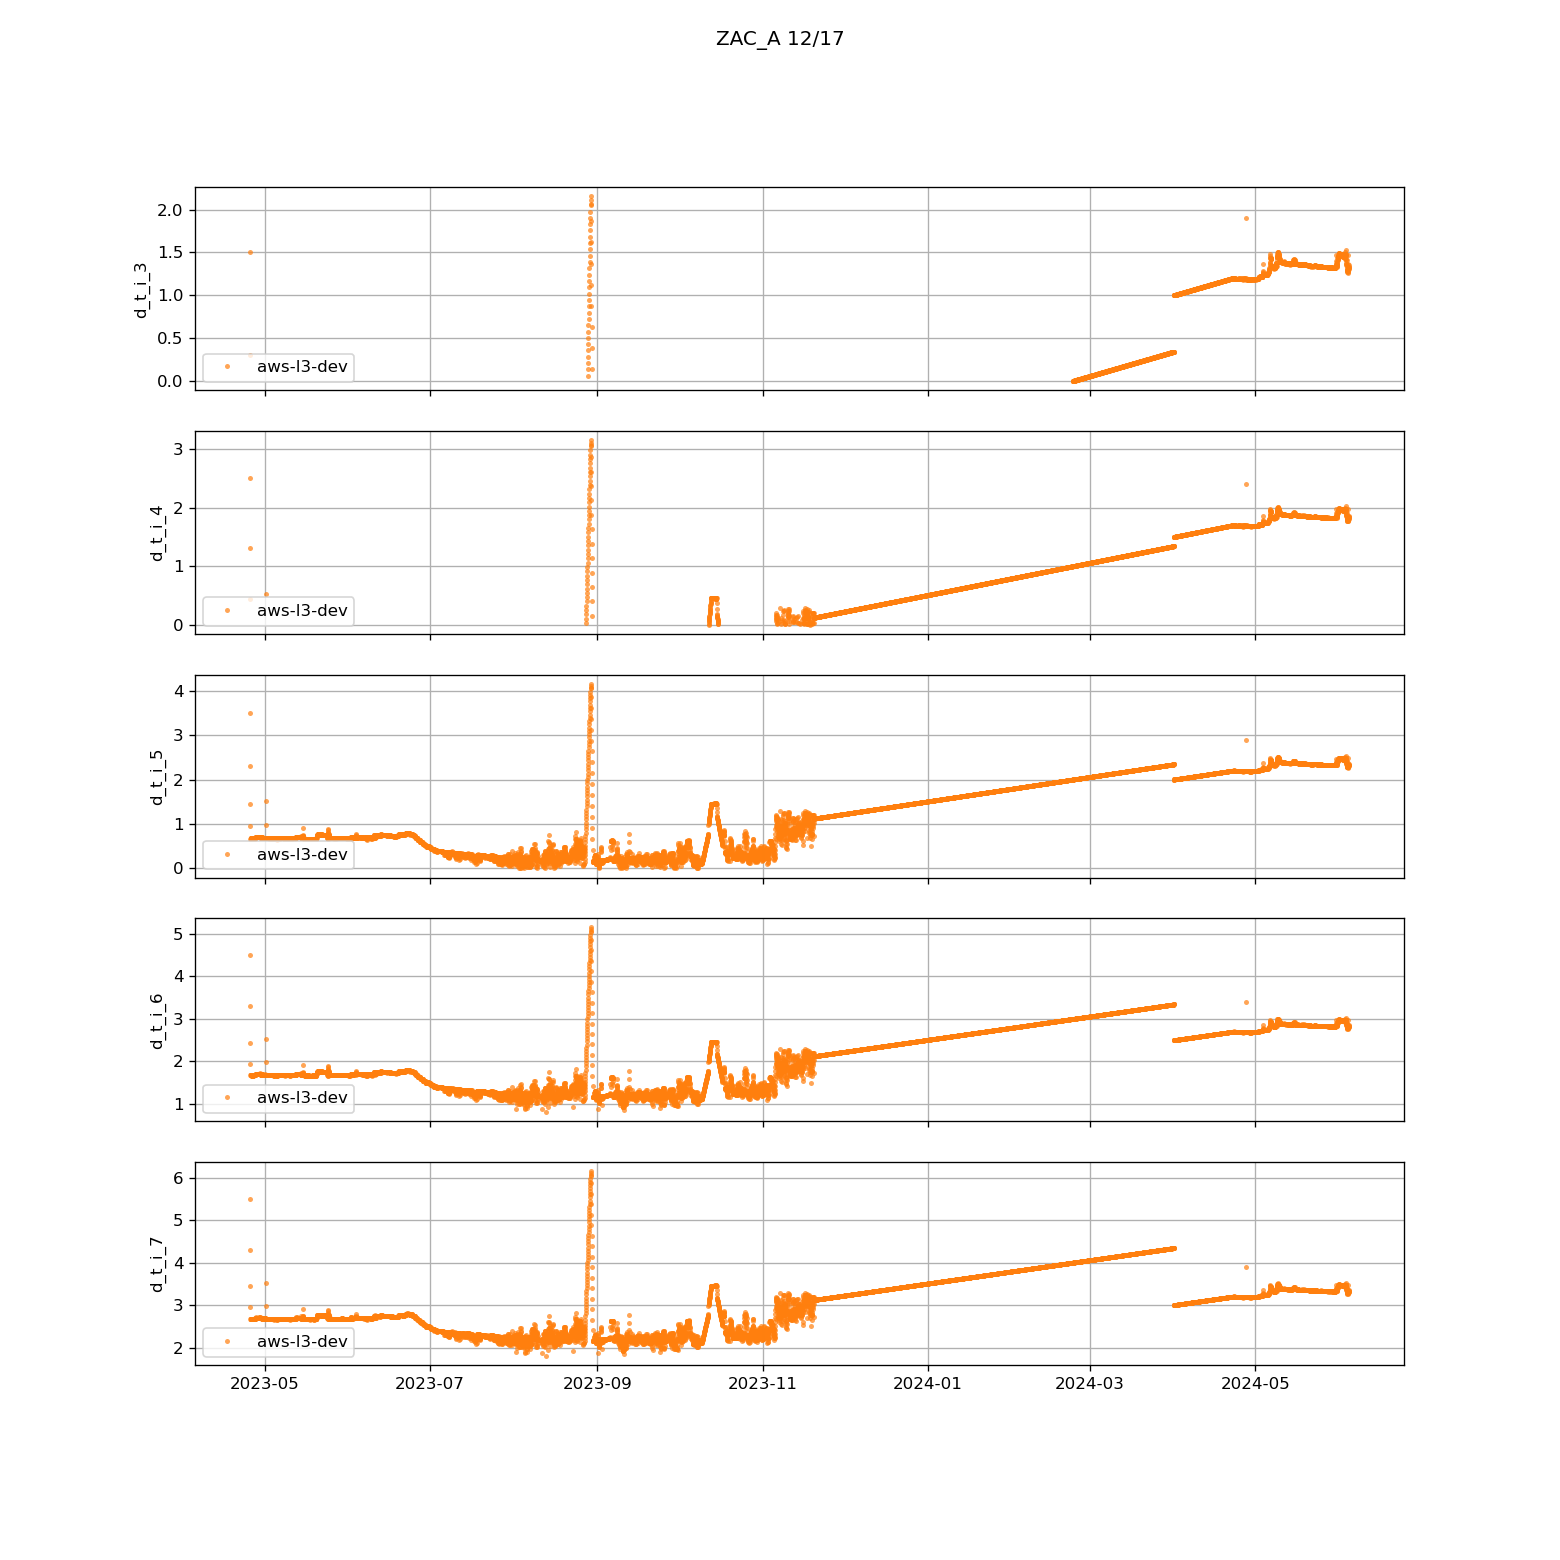 ZAC_A 12/17
2.0
1.5
1.0
0.5
0.0
d_t_i_3
aws-l3-dev
3
2
1
0
d_t_i_4
aws-l3-dev
4
3
2
1
0
d_t_i_5
aws-l3-dev
5
4
3
2
1
d_t_i_6
aws-l3-dev
6
5
4
3
2
d_t_i_7
aws-l3-dev
2023-05 2023-07 2023-09 2023-11 2024-01 2024-03 2024-05